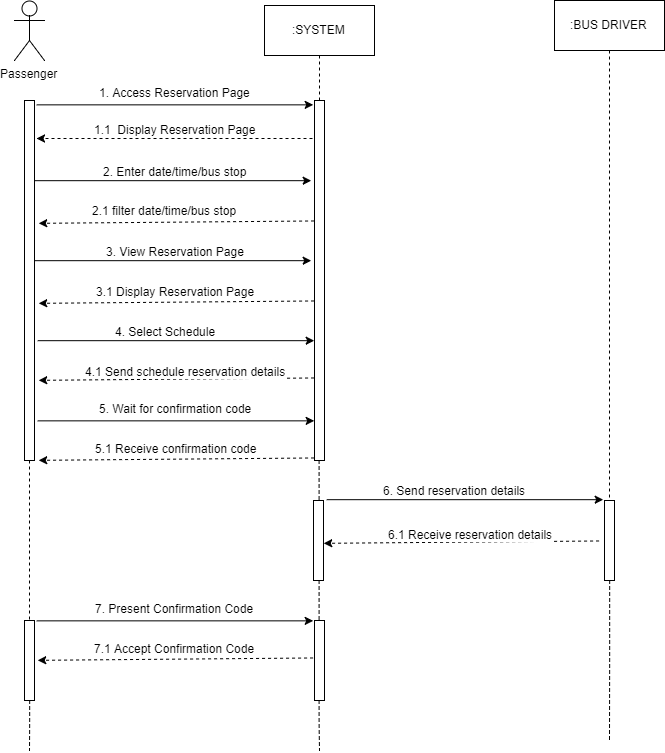 :SYSTEM
:BUS DRIVER
Passenger
1. Access Reservation Page
1.1 Display Reservation Page
2. Enter date/time/bus stop
2.1 filter date/time/bus stop
3. View Reservation Page
3.1 Display Reservation Page
4. Select Schedule
4.1 Send schedule reservation details
5. Wait for confirmation code
5.1 Receive confirmation code
6. Send reservation details
6.1 Receive reservation details
7. Present Confirmation Code
7.1 Accept Confirmation Code